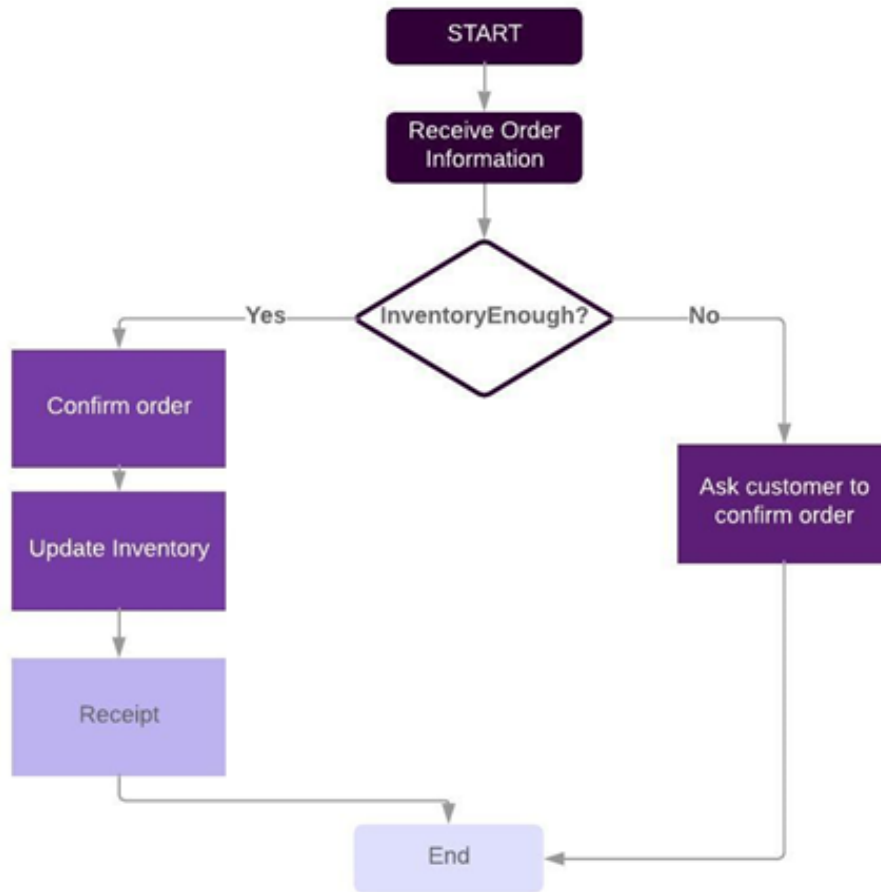 START
Receive Order
Information
InventoryEnough?
Yes
No
Confirm order
Ask customer to
confirm order
Update Inventory
Receipt
End